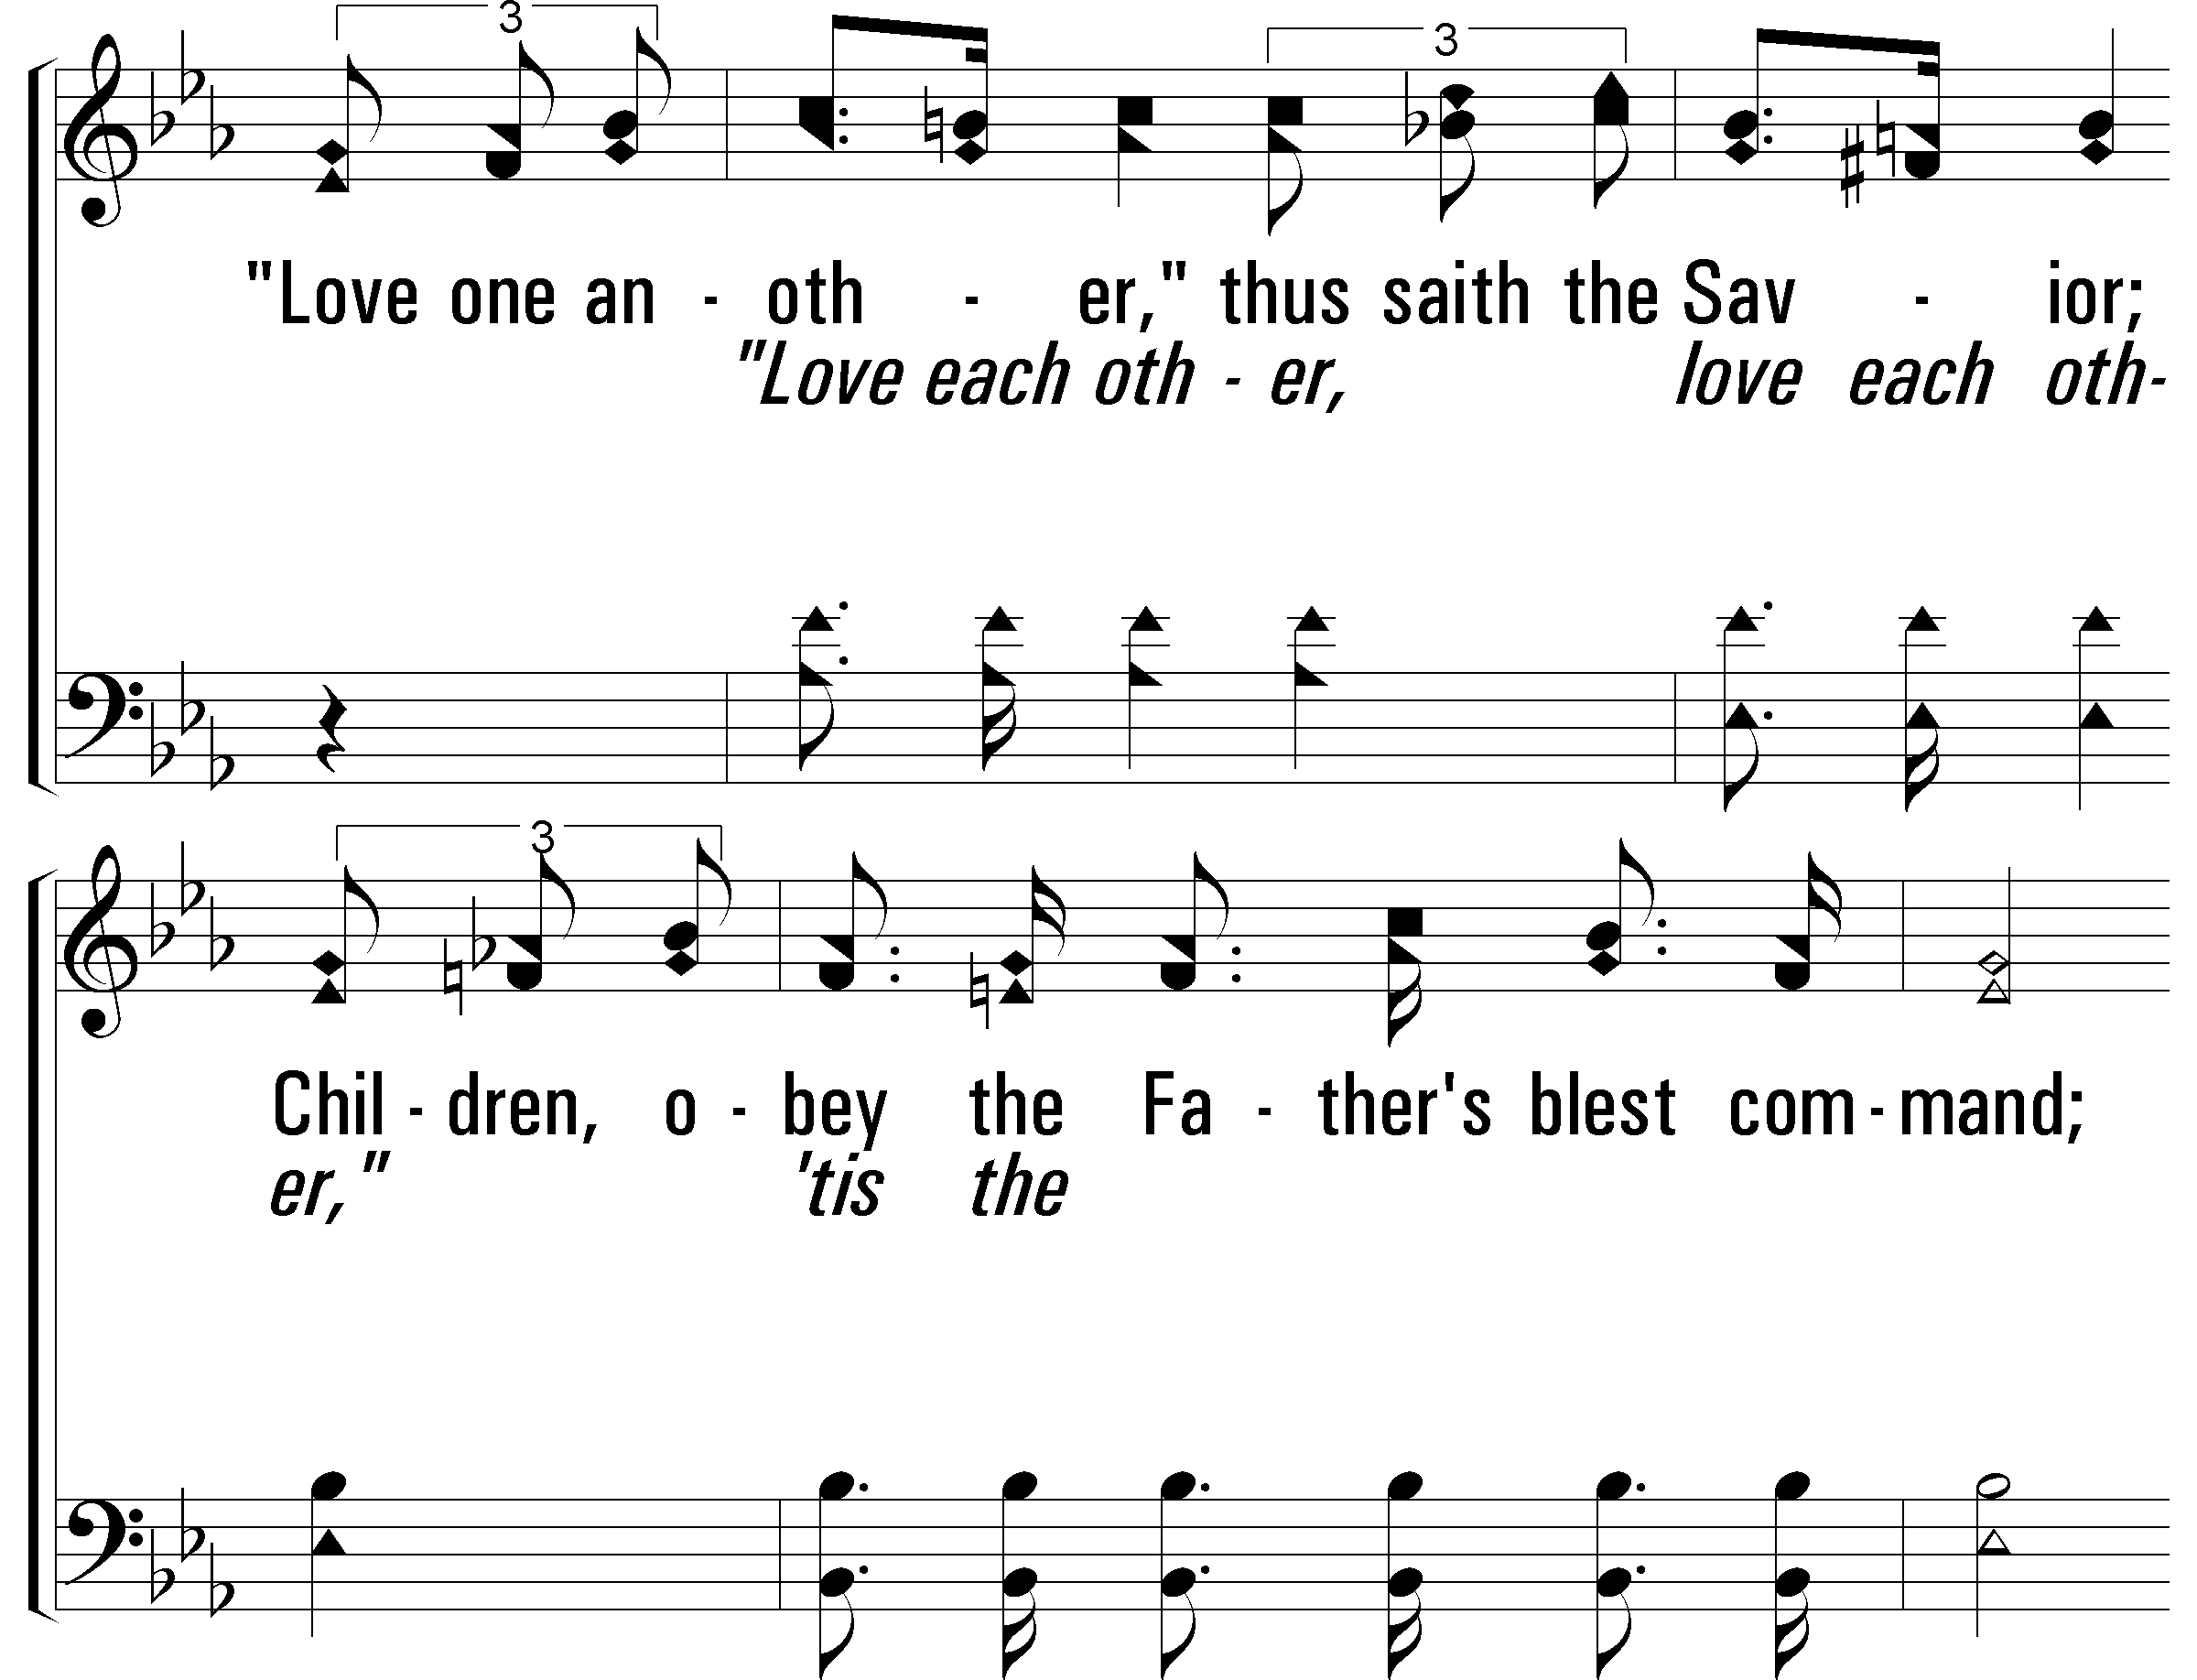 3 3
"Love one an - oth - er," thus saith the Sav - ior;
"Love each oth - er, love each oth-
3
Chil - dren, o - bey the Fa - ther's blest com - mand;
er," 'tis the